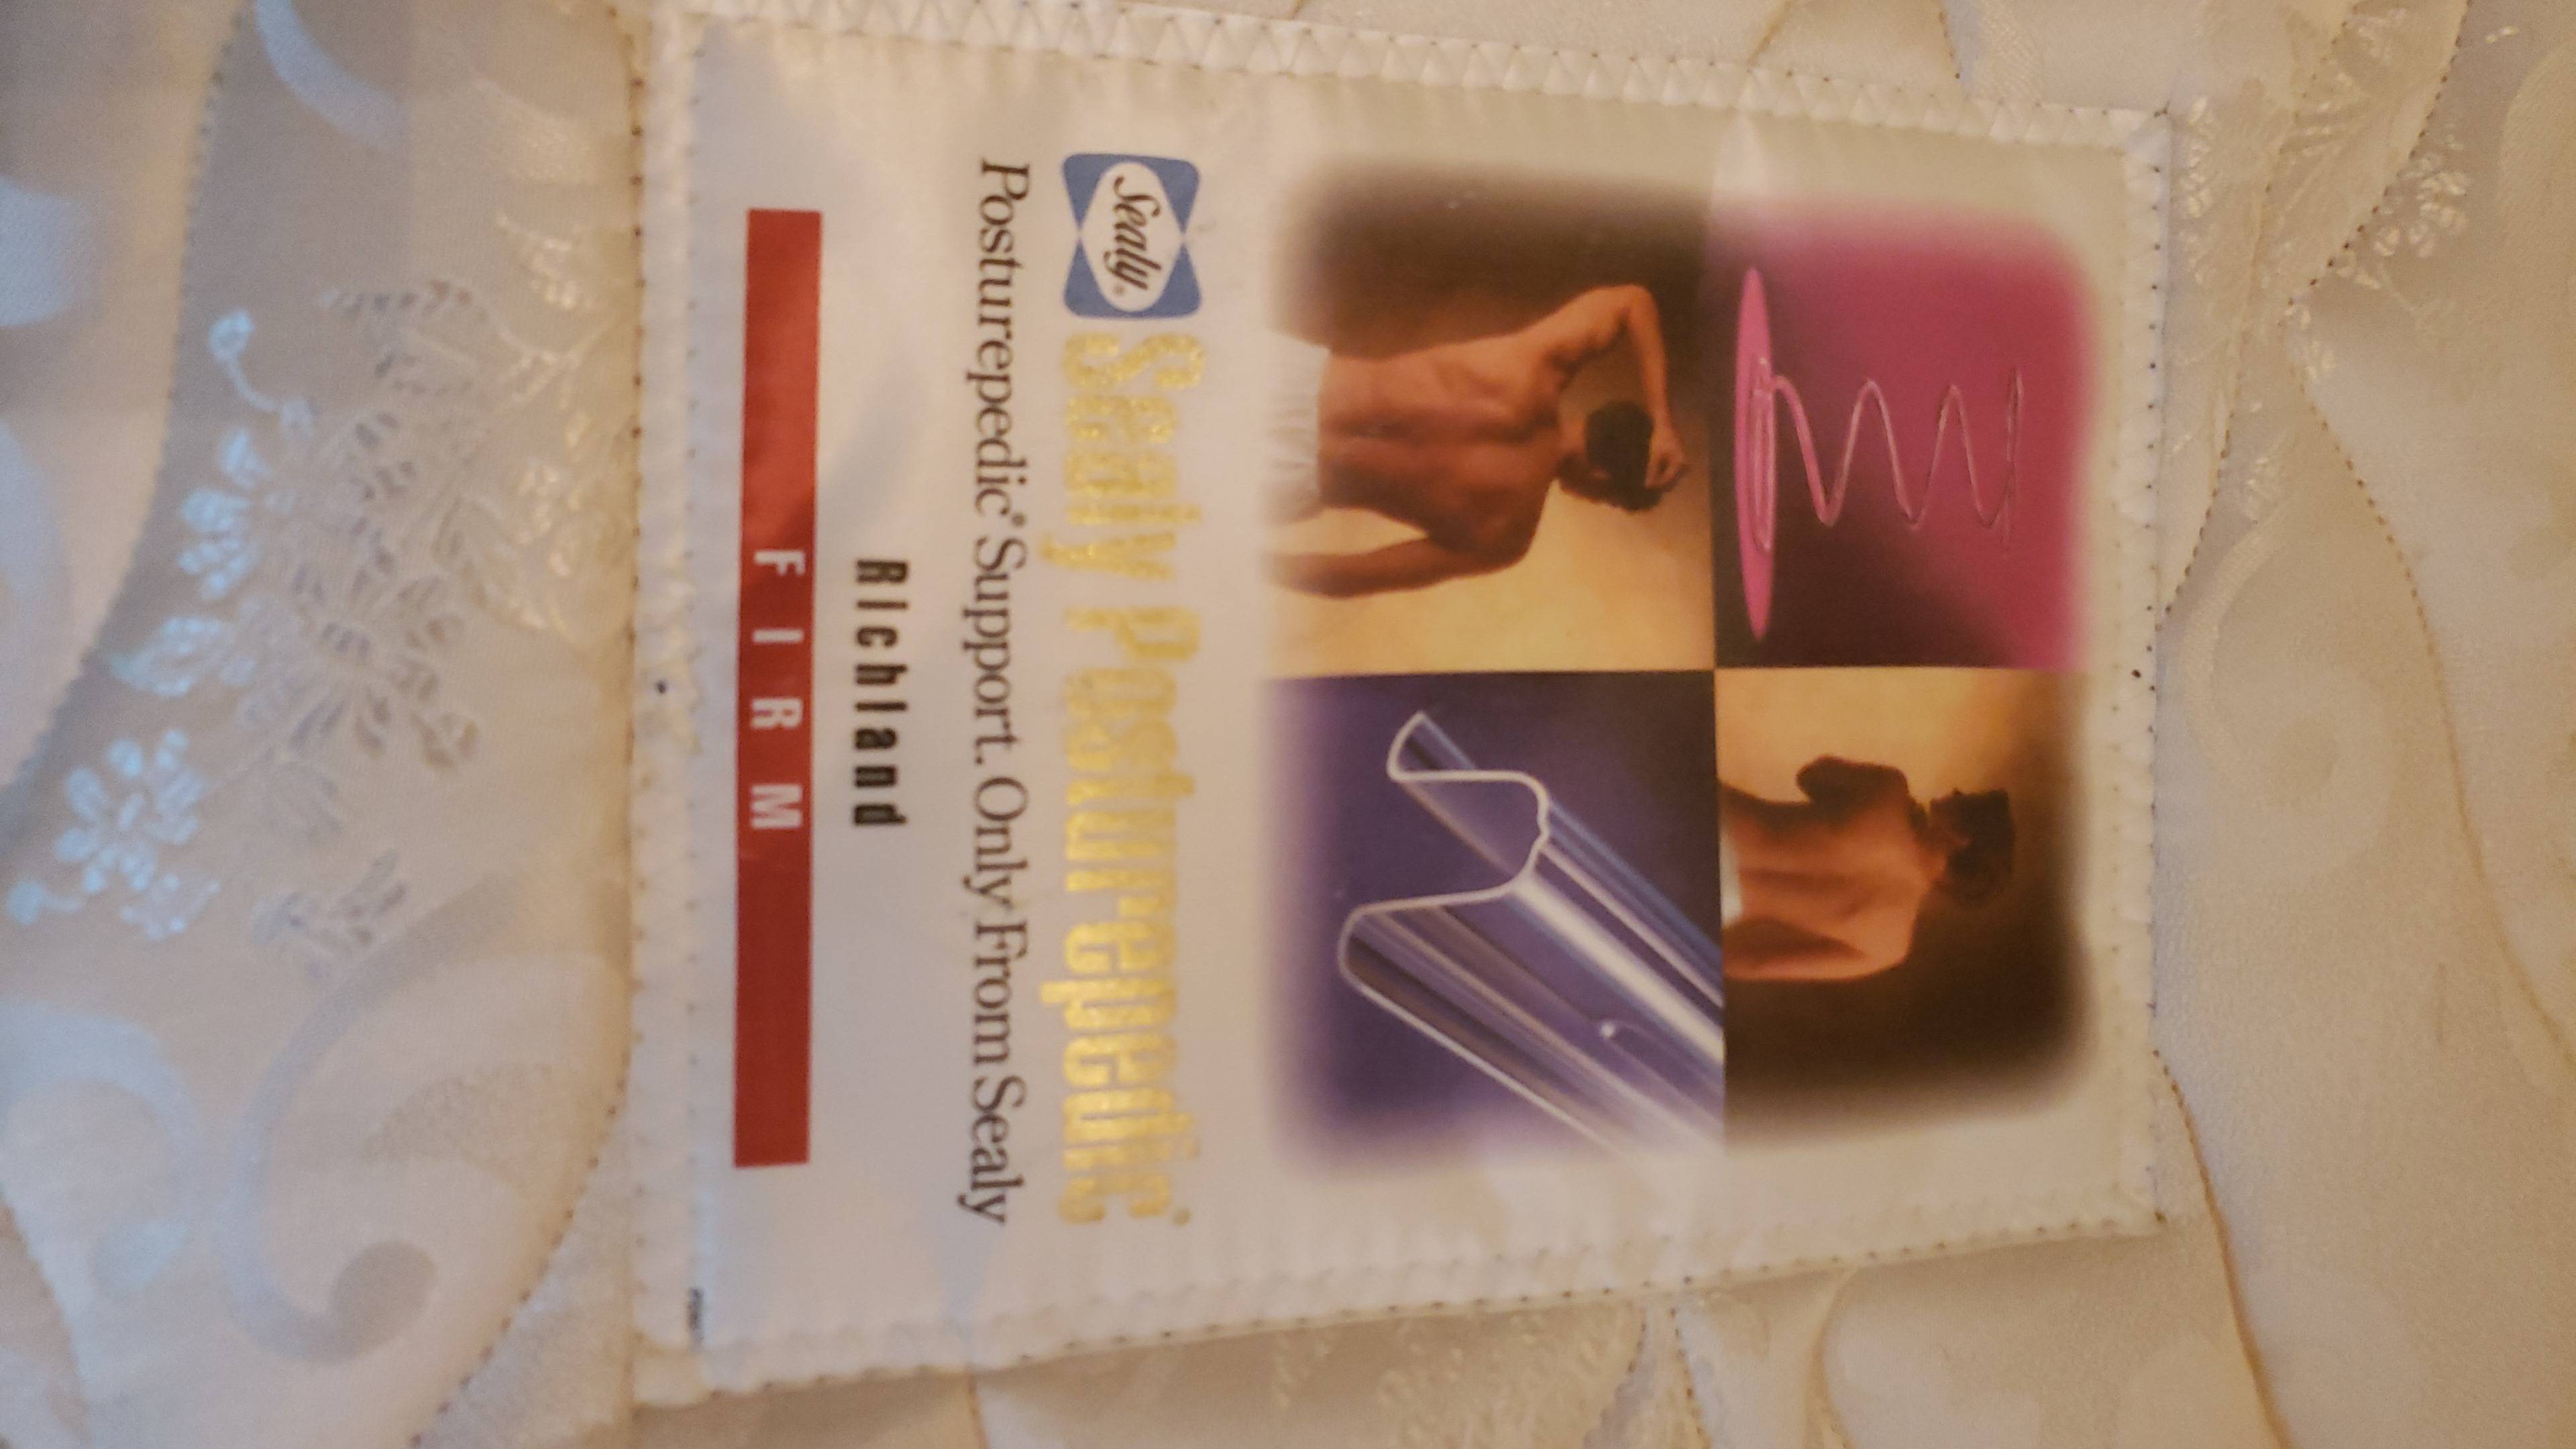 Sealy
Sealy Posturepedic®
Posturepedic® Support. Only From Sealy
Richland
FIRM